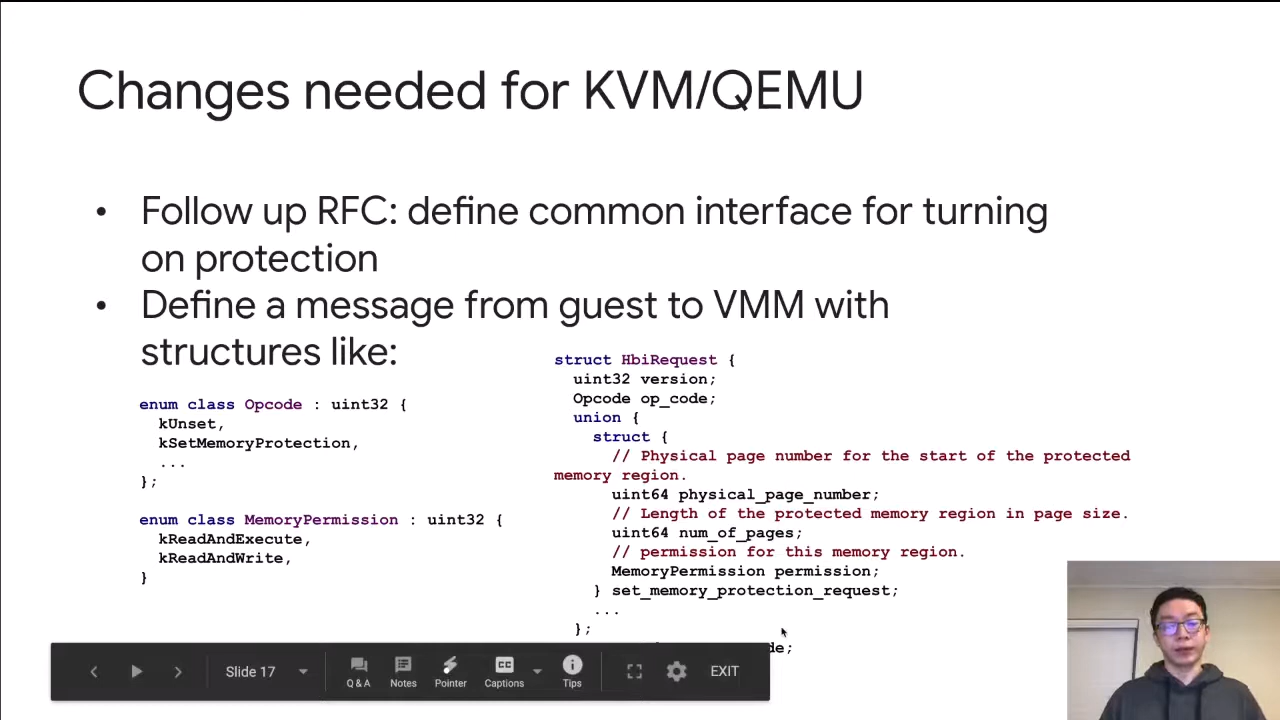 Changes needed for KVM/QEMU
• Follow up RFC: define common interface for turning
on protection
• Define a message from guest to VMM with
structures like:
enum class Opcode : uint32 {
kUnset,
kSetMemoryProtection,
...
};
enum class MemoryPermission : uint32 {
kReadAndExecute,
kReadAndWrite,
}
struct HbiRequest {
uint32 version;
Opcode op_code;
union {
struct {
// Physical page number for the start of the protected
memory region.
uint64 physical_page_number;
// Length of the protected memory region in page size.
uint64 num_of_pages;
// permission for this memory region.
MemoryPermission permission;
} set_memory_protection_request;
...
};
Slide 17
Q & A
Notes
Pointer
CC
Captions
Tips
EXIT